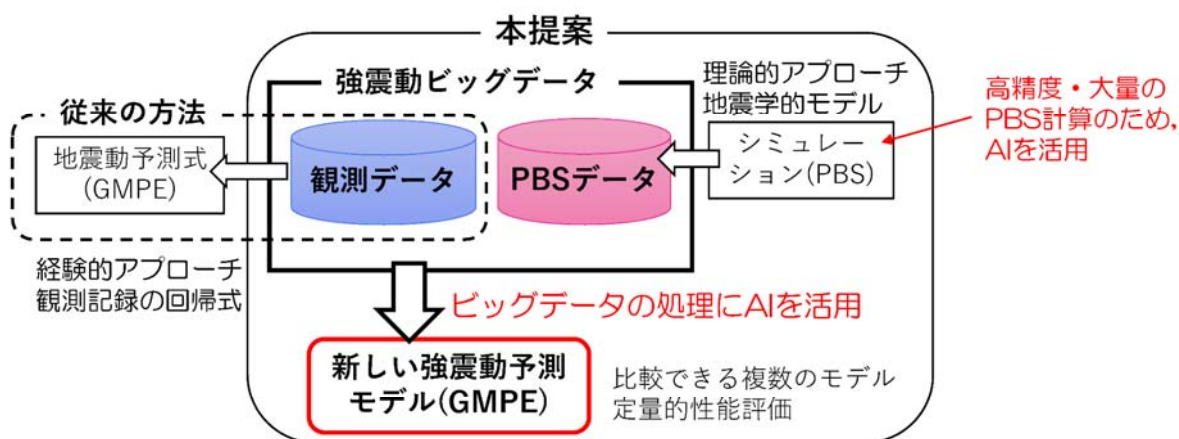 本提案
強震動ビッグデータ
理論的アプローチ
地震学的モデル
高精度・大量の
PBS計算のため,
AIを活用
従来の方法
地震動予測式
(GMPE)
観測データ
PBSデータ
シミュレー
ション(PBS)
経験的アプローチ
観測記録の回帰式
ビッグデータの処理にAIを活用
新しい強震動予測
モデル(GMPE)
比較できる複数のモデル
定量的性能評価